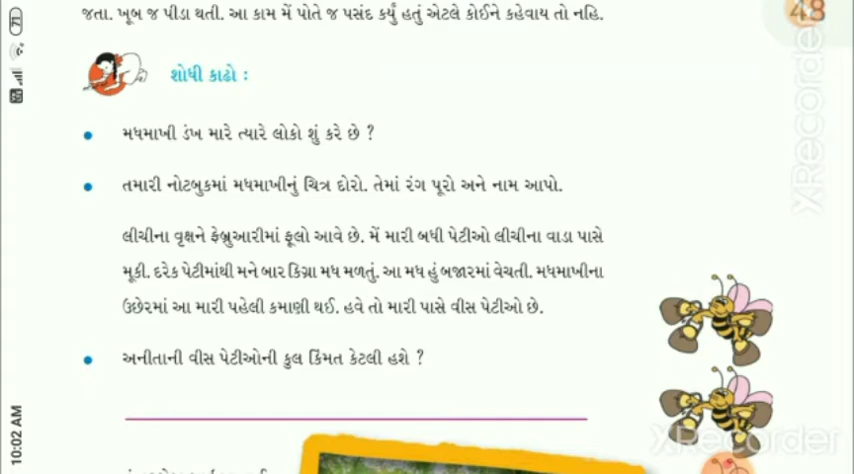 જતા. ખૂબ જ પીડા થતી. આ કામ મેં પોતે જ પસંદ કર્યું હતું એટલે કોઈને કહેવાય તો નહિ.
48
71
શોધી કાઢો :
• મધમાખી ડંખ મારે ત્યારે લોકો શું કરે છે ?
• તમારી નોટબુકમાં મધમાખીનું ચિત્ર દોરો. તેમાં રંગ પૂરો અને નામ આપો.
લીચીના વૃક્ષને ફેબ્રુઆરીમાં ફૂલો આવે છે. મેં મારી બધી પેટીઓ લીચીના વાડા પાસે
મૂકી. દરેક પેટીમાંથી મને બાર કિગ્રા મધ મળતું. આ મધ હું બજારમાં વેચતી. મધમાખીના
ઉછેરમાં આ મારી પહેલી કમાણી થઈ. હવે તો મારી પાસે વીસ પેટીઓ છે.
• અનીતાની વીસ પેટીઓની કુલ કિંમત કેટલી હશે ?
10:02 AM
XRecorder
XRecorder